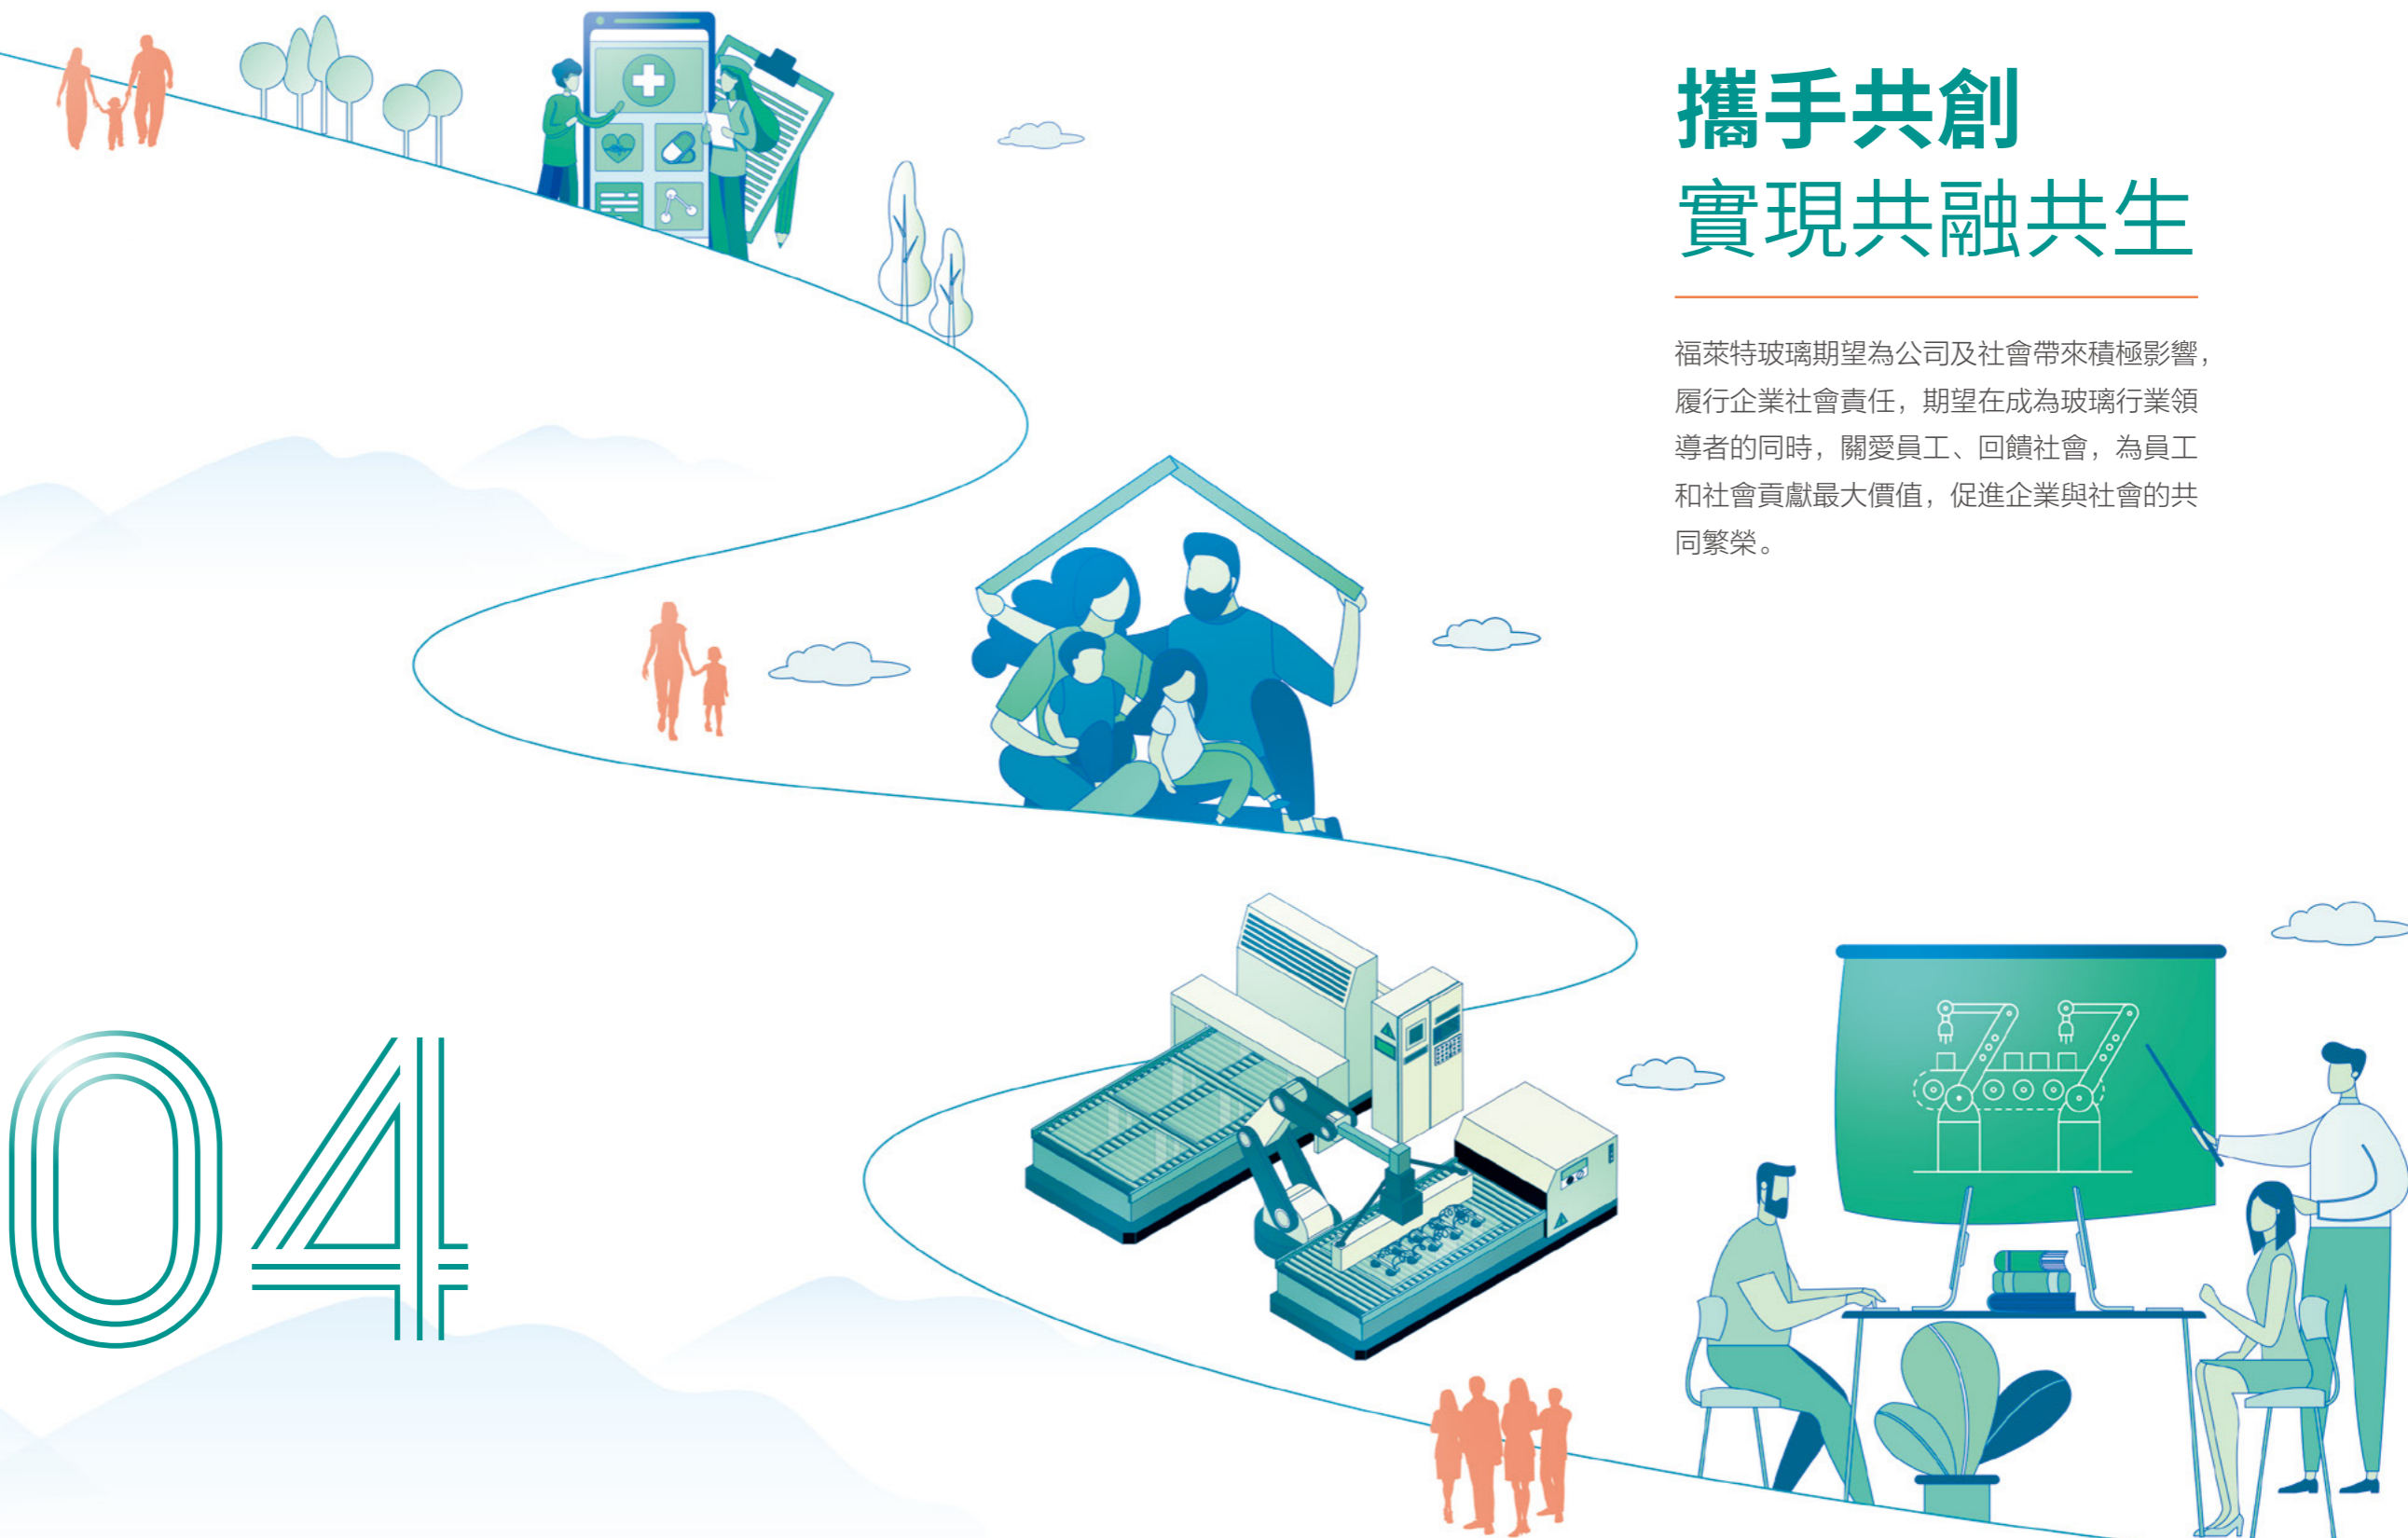 攜手共創
實現共融共生
福萊特玻璃期望為公司及社會帶來積極影響，
履行企業社會責任，期望在成為玻璃行業領
導者的同時，關愛員工、回饋社會，為員工
和社會貢獻最大價值，促進企業與社會的共
同繁榮。
04